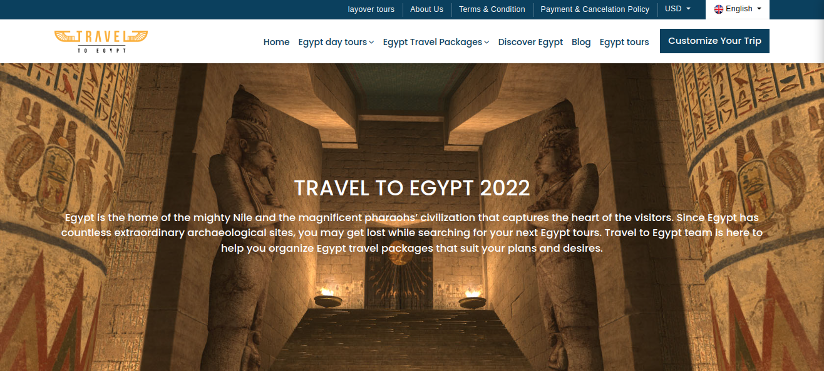 layover tours About Us Terms & Condition Payment & Cancelation Policy USD English
TRAVEL
TO EGYPT
Home Egypt day tours Egypt Travel Packages Discover Egypt Blog Egypt tours Customize Your Trip
TRAVEL TO EGYPT 2022
Egypt is the home of the mighty Nile and the magnificent pharaohs' civilization that captures the heart of the visitors. Since Egypt has
countless extraordinary archaeological sites, you may get lost while searching for your next Egypt tours. Travel to Egypt team is here to
help you organize Egypt travel packages that suit your plans and desires.